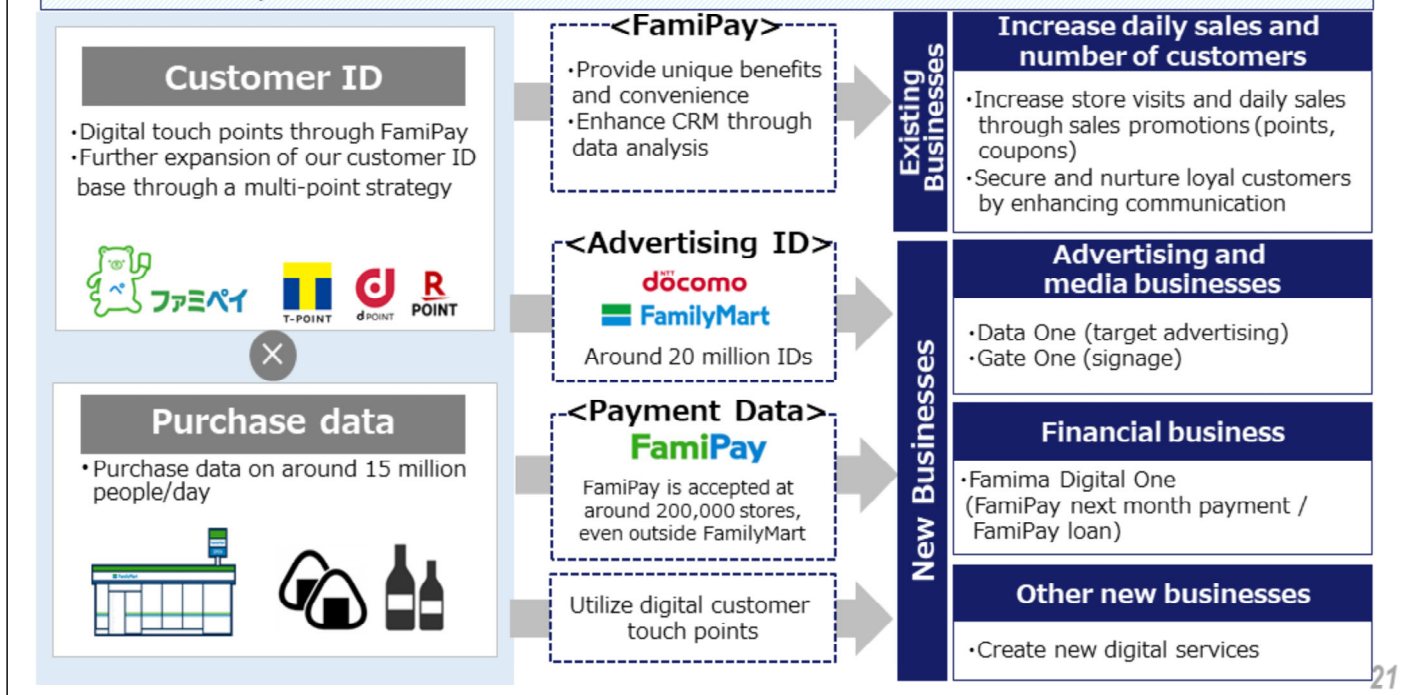 Customer ID
・Digital touch points through FamiPay
・Further expansion of our customer ID
base through a multi-point strategy
ファミペイ
T-POINT
d POINT
R
POINT
×
Purchase data
・Purchase data on around 15 million
people/day
FamilyMart
<FamiPay>
・Provide unique benefits
and convenience
・Enhance CRM through
data analysis
<Advertising ID>
NTT
döcomo
FamilyMart
Around 20 million IDs
<Payment Data>
FamiPay
FamiPay is accepted at
around 200,000 stores,
even outside FamilyMart
Utilize digital customer
touch points
Existing
Businesses
Increase daily sales and
number of customers
・Increase store visits and daily sales
through sales promotions (points,
coupons)
・Secure and nurture loyal customers
by enhancing communication
New Businesses
Advertising and
media businesses
・Data One (target advertising)
・Gate One (signage)
Financial business
・Famima Digital One
(FamiPay next month payment /
FamiPay loan)
Other new businesses
・Create new digital services
21